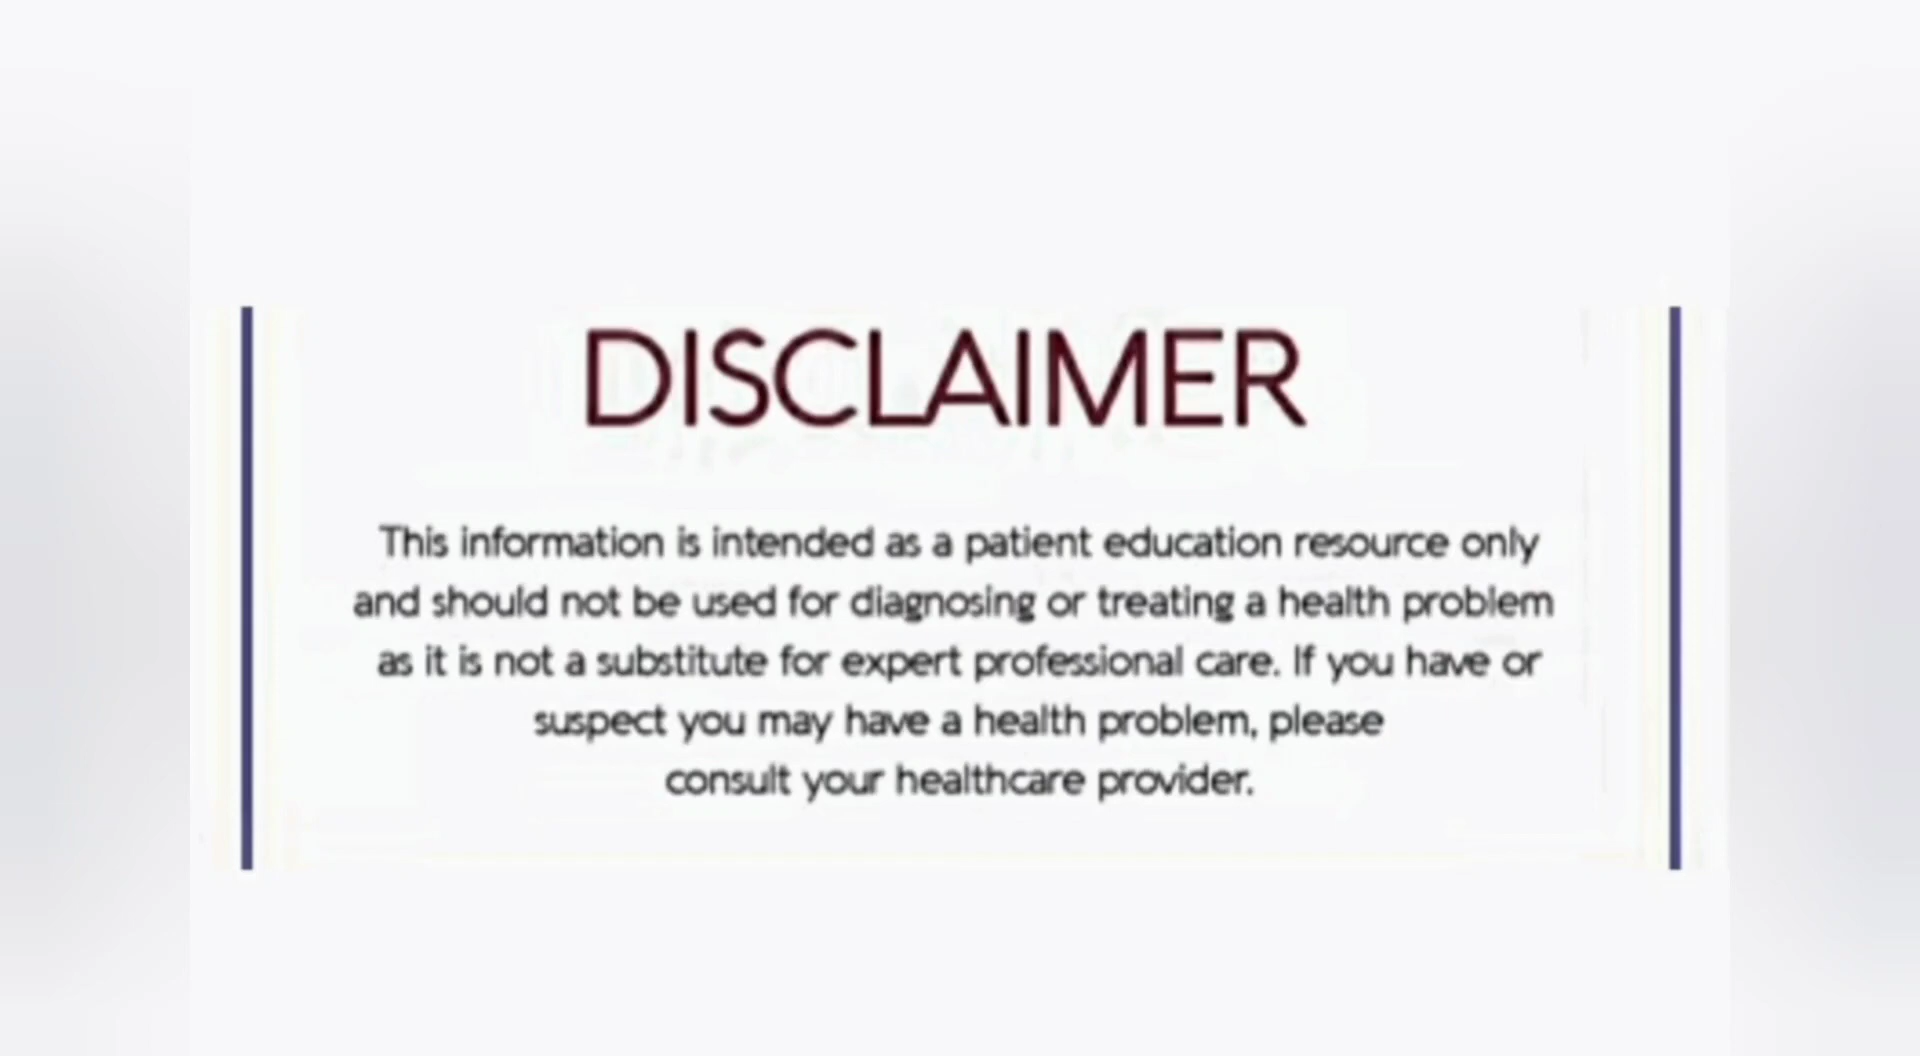 DISCLAIMER
This information is intended as a patient education resource only
and should not be used for diagnosing or treating a health problem
as it is not a substitute for expert professional care. If you have or
suspect you may have a health problem, please
consult your healthcare provider.